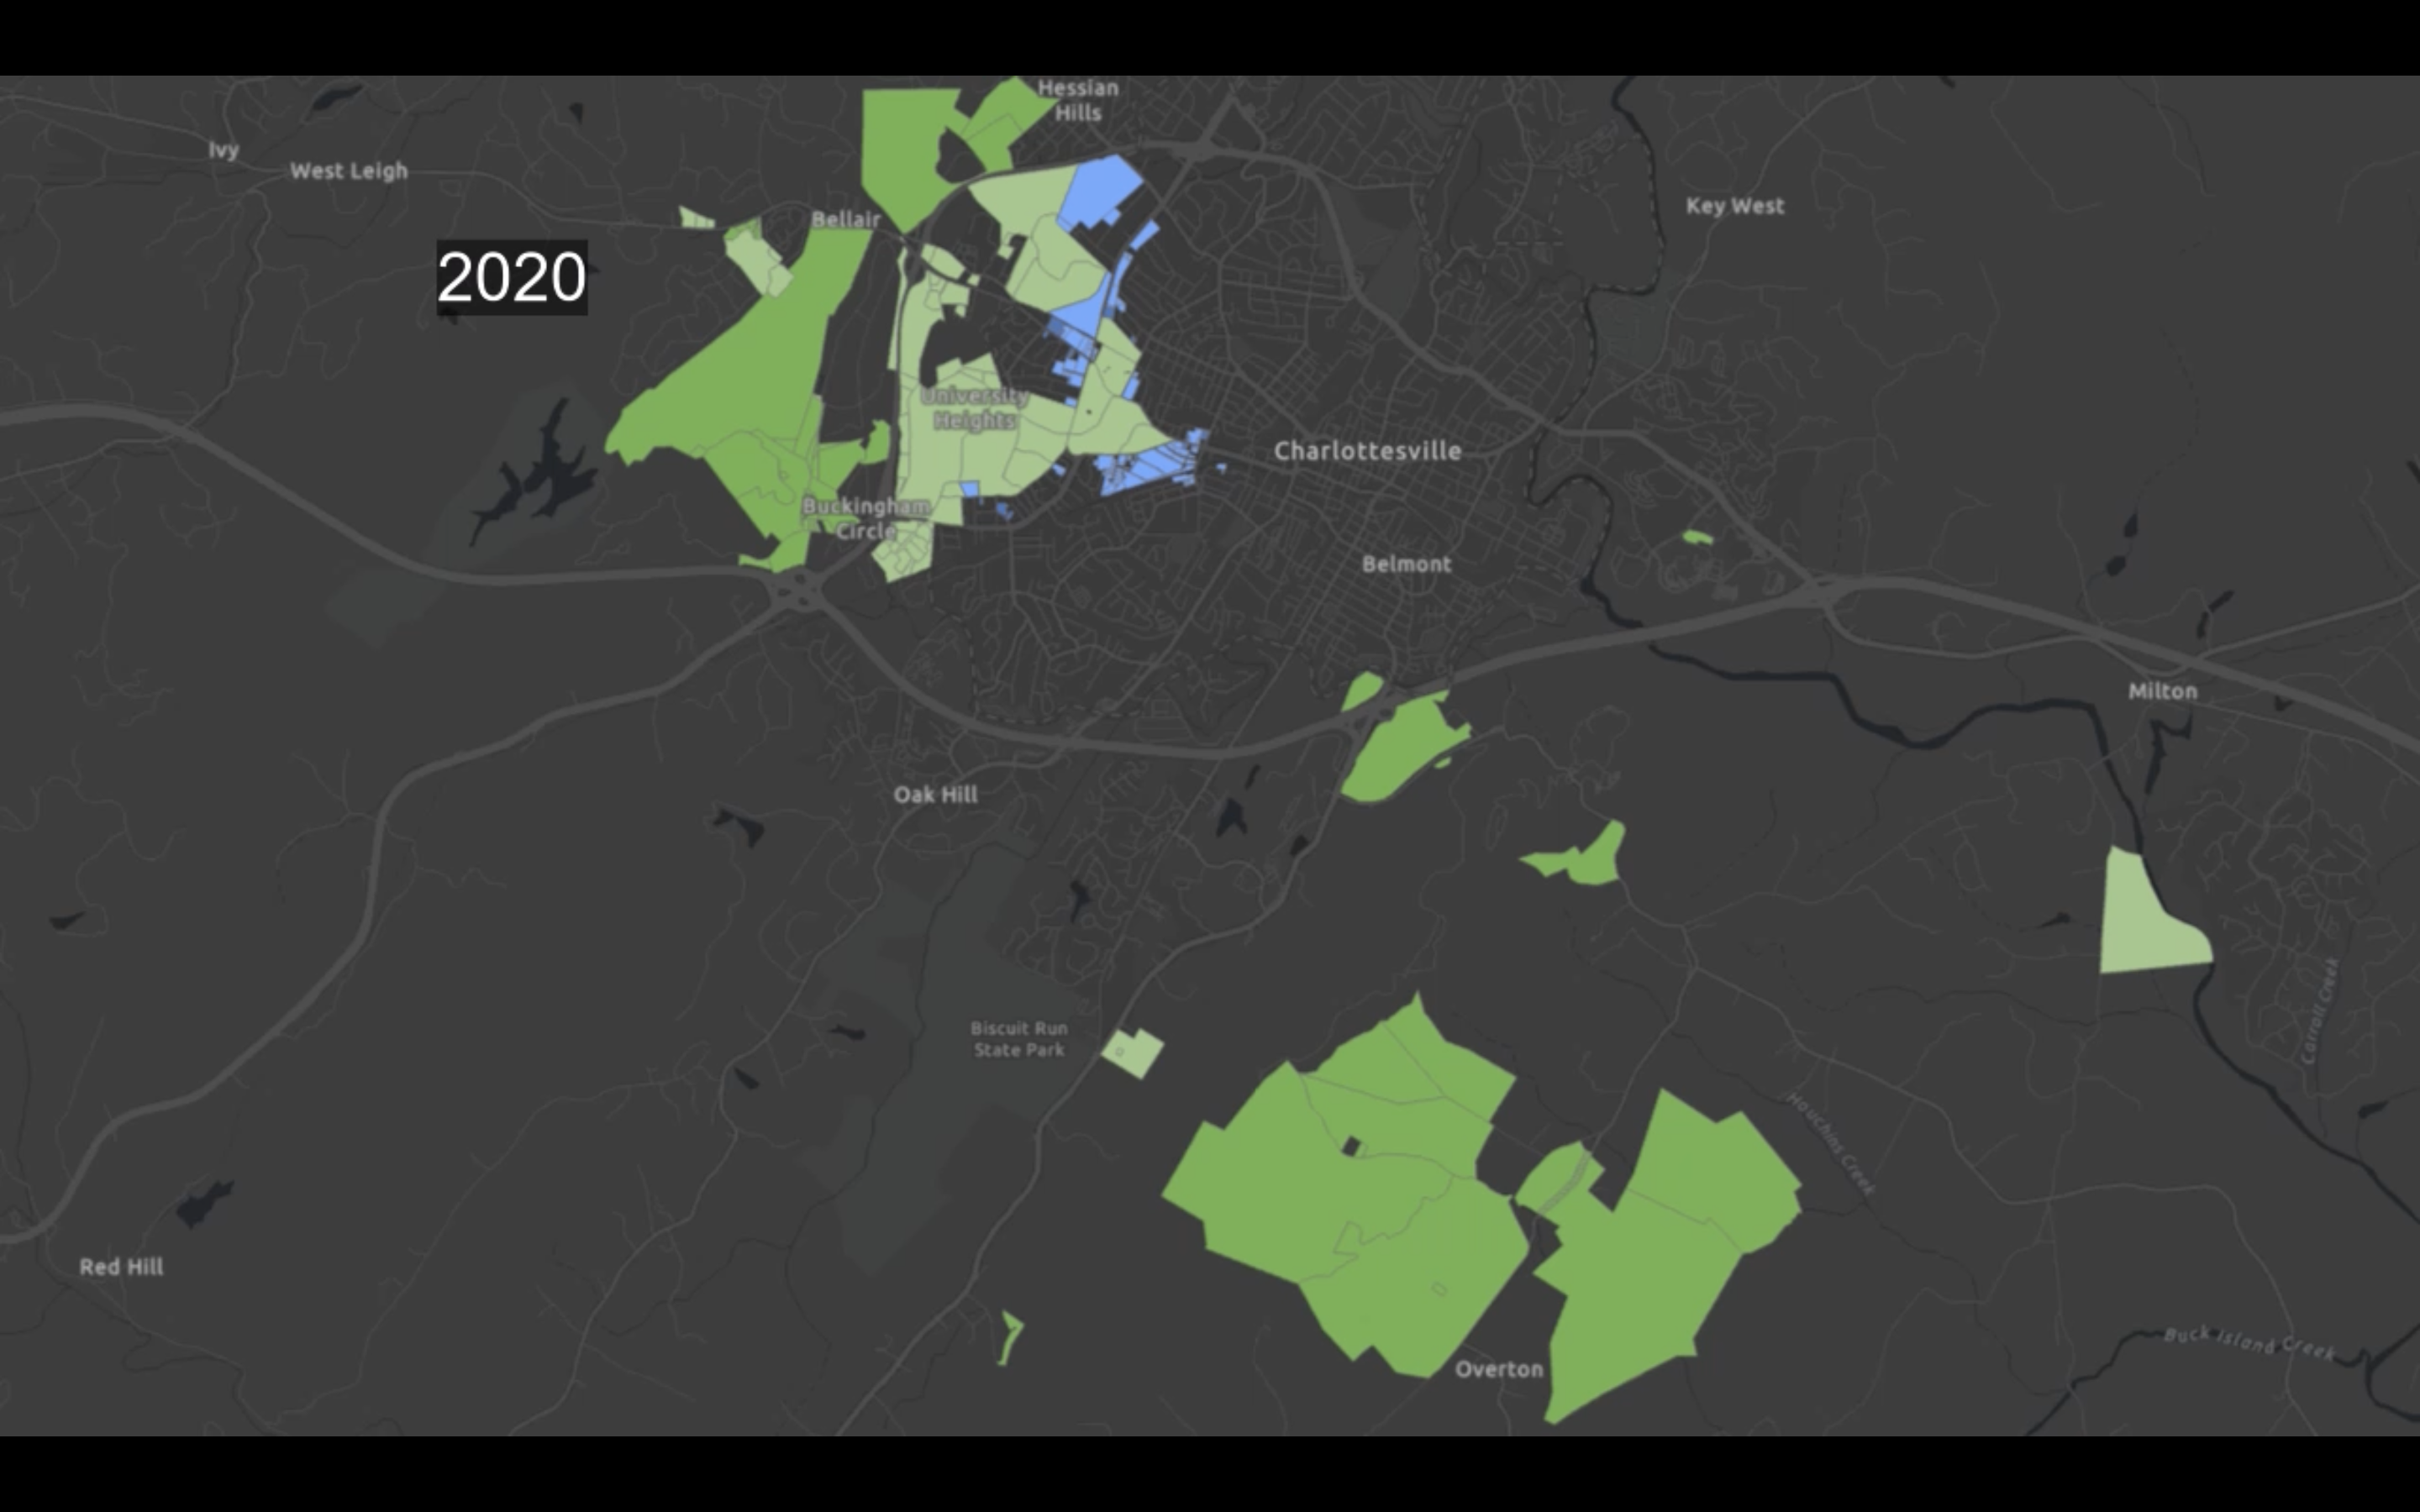 Hessian
Hills
Ivy
West Leigh
Key West
Bellair
2020
University
Heights
Charlottesville
Buckingham
Circle
Belmont
Milton
Oak Hill
Biscuit Run
State Park
Carroll Creek
Houchins Creek
Red Hill
Buck Island Creek
Overton